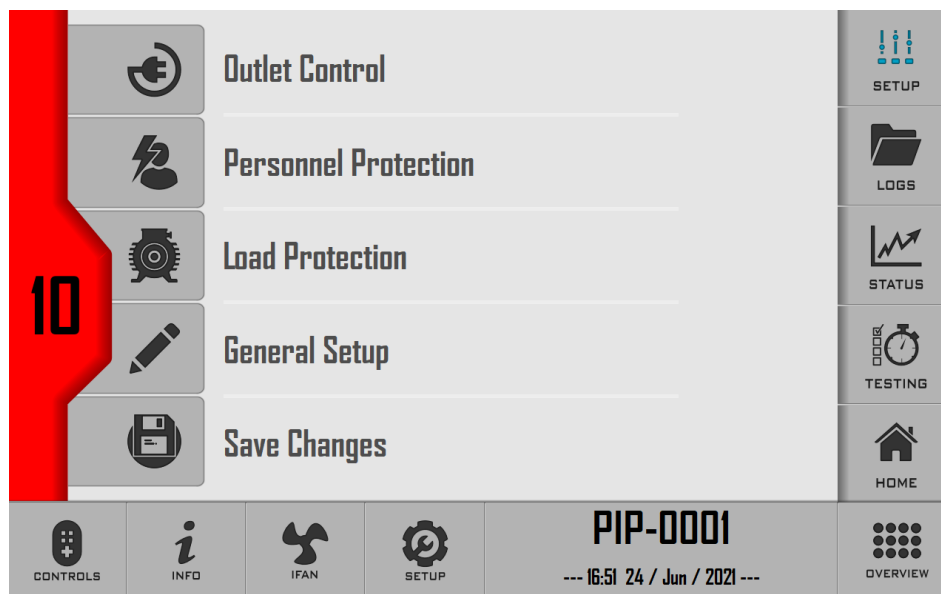 Outlet Control
SETUP
Personnel Protection
LOGS
Load Protection
STATUS
10
General Setup
TESTING
Save Changes
HOME
CONTROLS
INFO
IFAN
SETUP
PIP-0001
--- 16:51 24 / Jun / 2021 ---
OVERVIEW